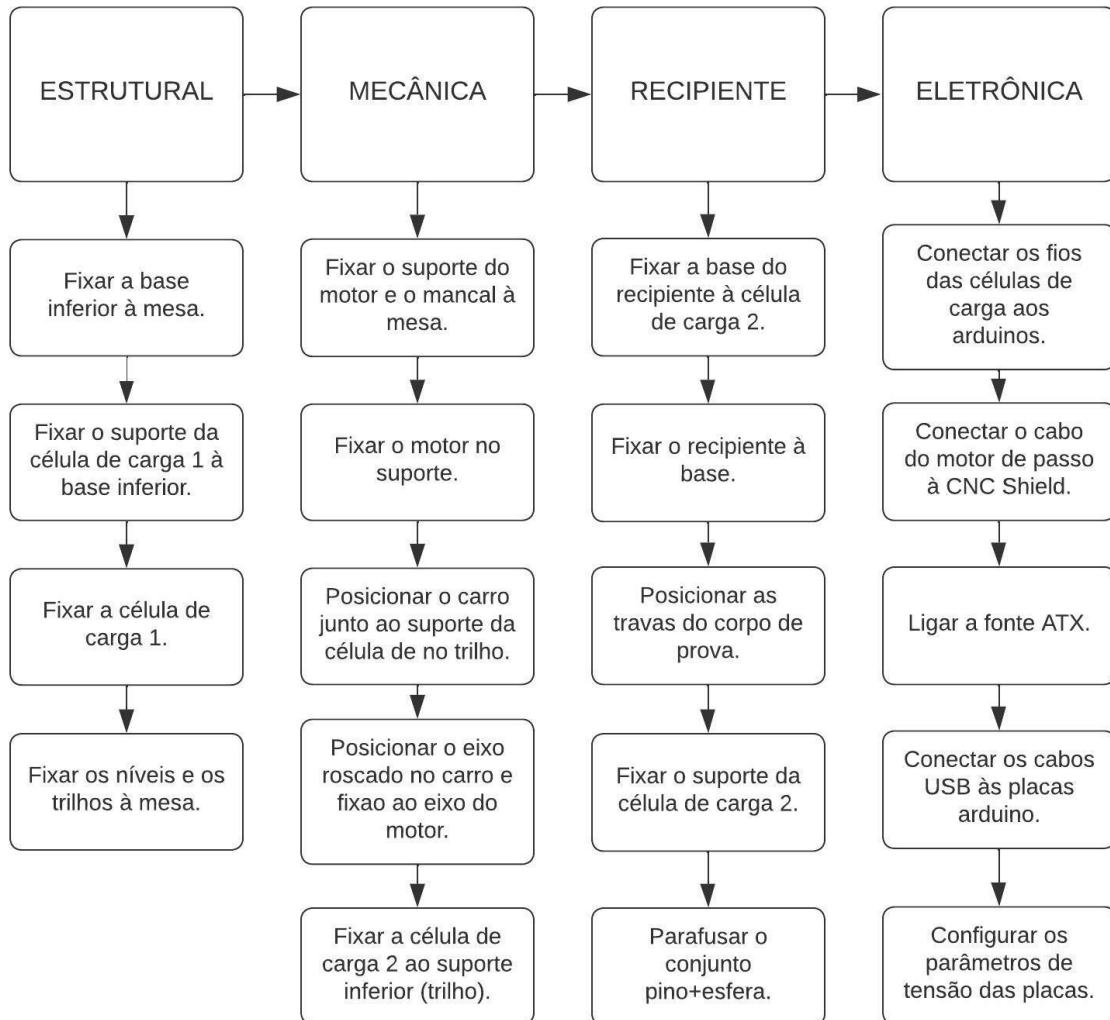 ESTRUTURAL
Fixar a base
inferior à mesa.
Fixar o suporte da
célula de carga 1 à
base inferior.
Fixar a célula de
carga 1.
Fixar os níveis e os
trilhos à mesa.
MECÂNICA
Fixar o suporte do
motor e o mancal à
mesa.
Fixar o motor no
suporte.
Posicionar o carro
junto ao suporte da
célula de no trilho.
Posicionar o eixo
roscado no carro e
fixao ao eixo do
motor.
Fixar a célula de
carga 2 ao suporte
inferior (trilho).
RECIPIENTE
Fixar a base do
recipiente à célula
de carga 2.
Fixar o recipiente à
base.
Posicionar as
travas do corpo de
prova.
Fixar o suporte da
célula de carga 2.
Parafusar o
conjunto
pino+esfera.
ELETRÔNICA
Conectar os fios
das células de
carga aos
arduinos.
Conectar o cabo
do motor de passo
à CNC Shield.
Ligar a fonte ATX.
Conectar os cabos
USB às placas
arduino.
Configurar os
parâmetros de
tensão das placas.